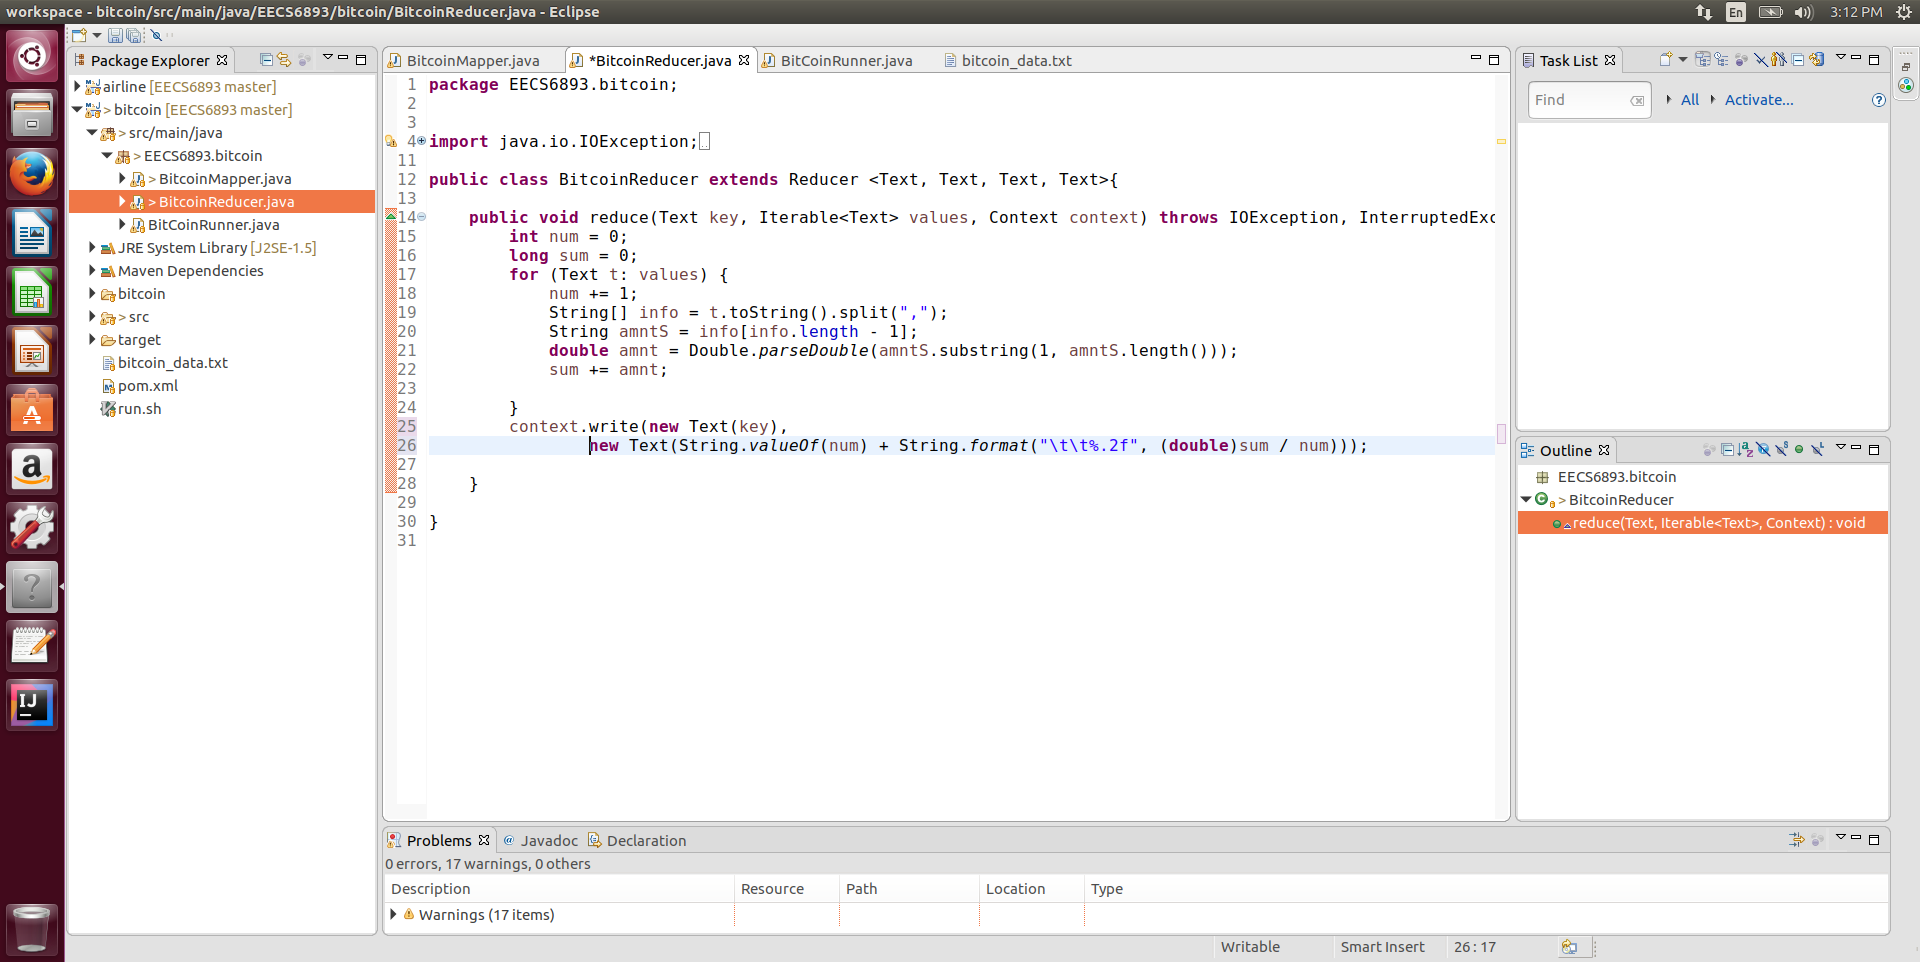 workspace - bitcoin/src/main/java/EECS6893/bitcoin/BitcoinReducer.java - Eclipse
En
3:12 PM
Package Explorer
airline [EECS6893 master]
> bitcoin [EECS6893 master]
> src/main/java
> EECS6893.bitcoin
> BitcoinMapper.java
> BitcoinReducer.java
BitCoinRunner.java
JRE System Library [J2SE-1.5]
Maven Dependencies
bitcoin
> src
target
bitcoin_data.txt
pom.xml
run.sh
BitcoinMapper.java
*BitcoinReducer.java
BitCoinRunner.java
bitcoin_data.txt
1 package EECS6893.bitcoin;
2
3
4 import java.io.IOException;
11
12 public class BitcoinReducer extends Reducer <Text, Text, Text, Text>{
13
14 public void reduce(Text key, Iterable<Text> values, Context context) throws IOException, InterruptedExc
15 int num = 0;
16 long sum = 0;
17 for (Text t: values) {
18 num += 1;
19 String[] info = t.toString().split(",");
20 String amntS = info[info.length - 1];
21 double amnt = Double.parseDouble(amntS.substring(1, amntS.length()));
22 sum += amnt;
23
24 }
25 context.write(new Text(key),
26 new Text(String.valueOf(num) + String.format("\t\t%.2f", (double)sum / num)));
27
28 }
29
30 }
31
Task List
Find
All
Activate...
Outline
EECS6893.bitcoin
> BitcoinReducer
reduce(Text, Iterable<Text>, Context) : void
Problems
@ Javadoc
Declaration
0 errors, 17 warnings, 0 others
Description
Resource
Path
Location
Type
Warnings (17 items)
Writable
Smart Insert
26 : 17